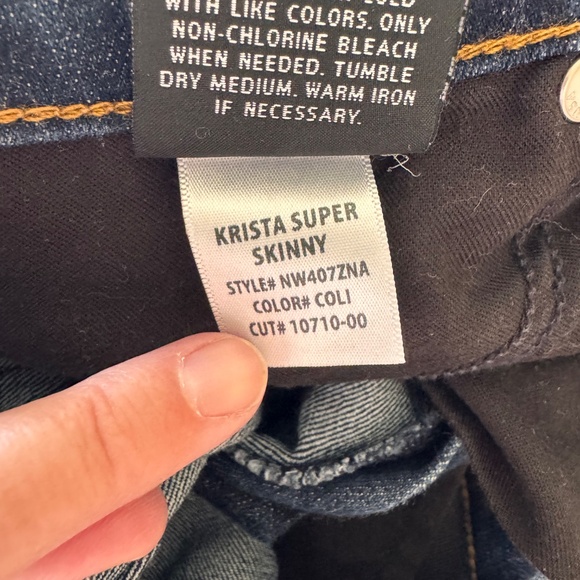 WITH LIKE COLORS. ONLY
NON-CHLORINE BLEACH
WHEN NEEDED. TUMBLE
DRY MEDIUM. WARM IRON
IF NECESSARY.
KRISTA SUPER
SKINNY
STYLE# NW407ZNA
COLOR# COLI
CUT# 10710-00